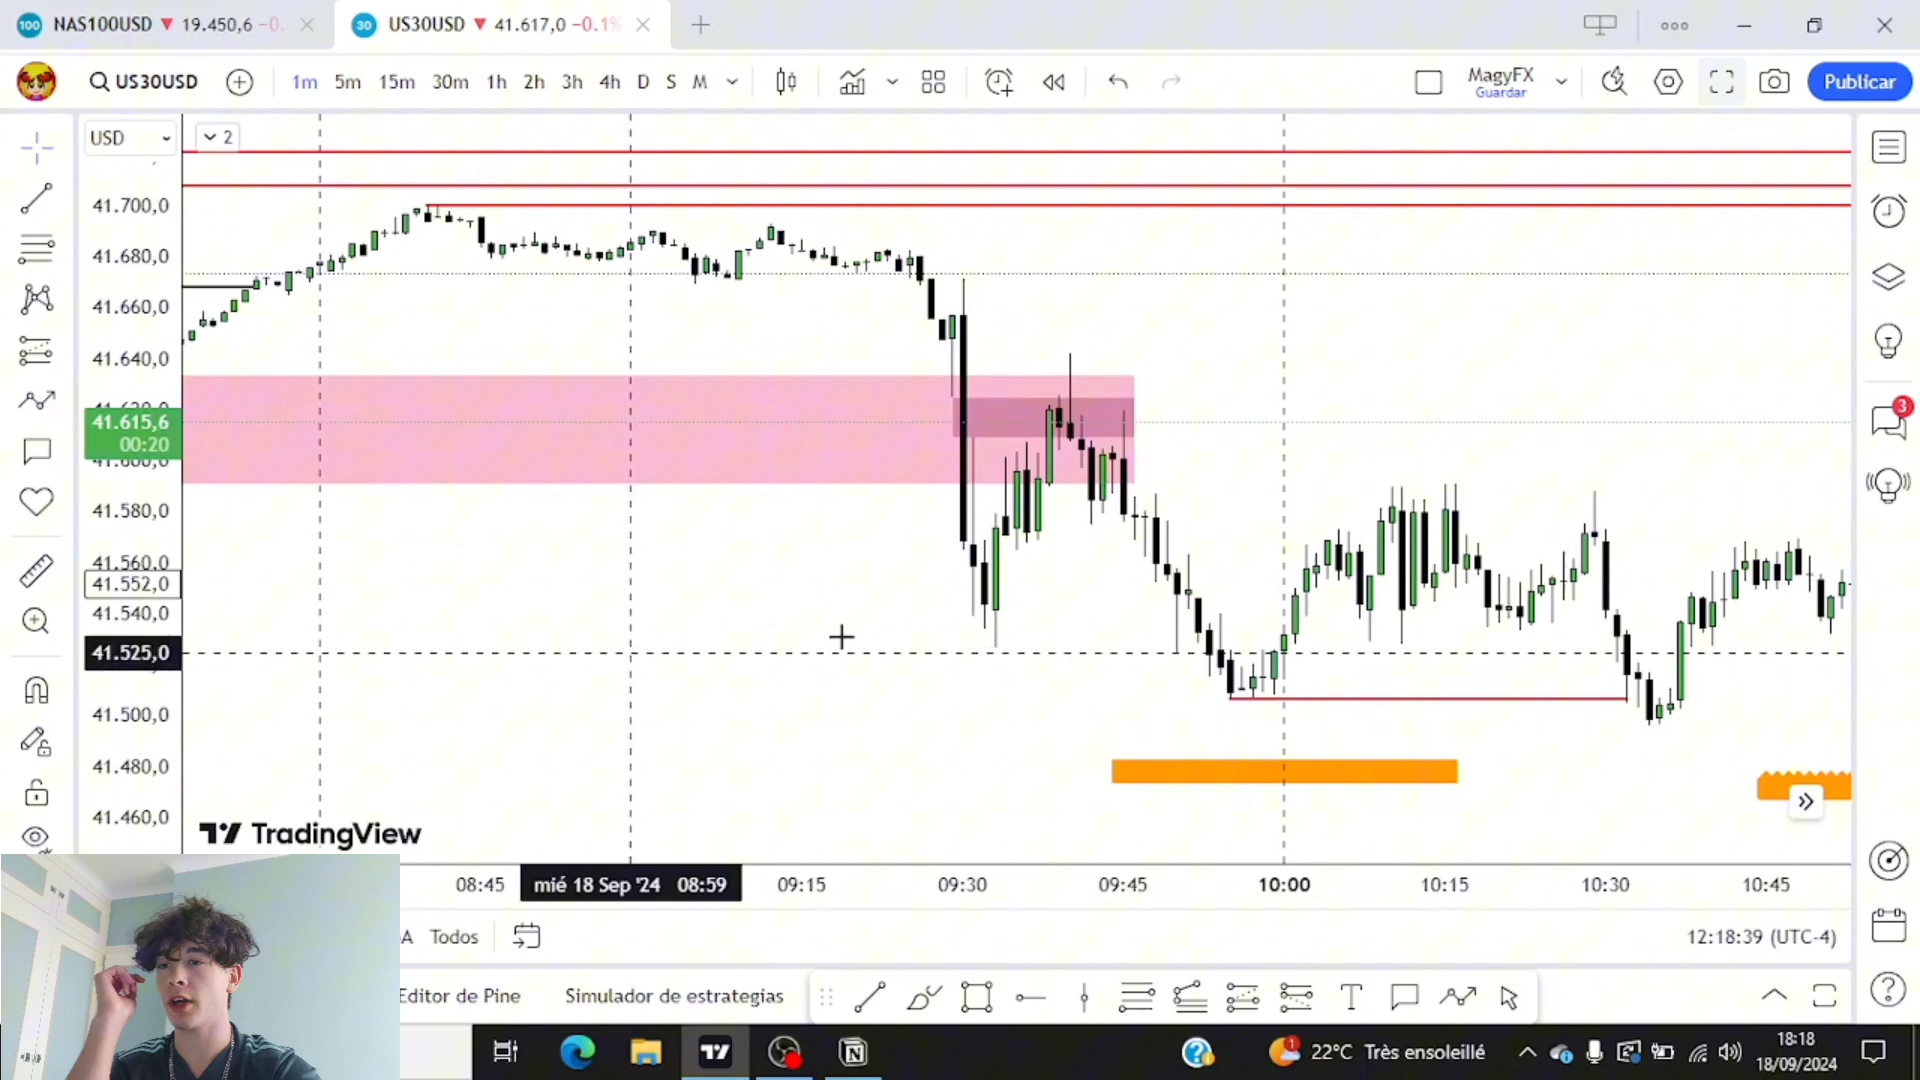 NAS100USD 19.450,6 −0.
US30USD 41.617,0 −0.1%
US30USD 1m 5m 15m 30m 1h 2h 3h 4h D S M
MagyFX
Guardar
Publicar
USD
2
41.700,0
41.680,0
41.660,0
41.640,0
41.615,6
00:20
41.580,0
41.560,0
41.552,0
41.540,0
41.525,0
41.500,0
41.480,0
41.460,0
3
TradingView
08:45 mié 18 Sep '24 08:59 09:15 09:30 09:45 10:00 10:15 10:30 10:45
A Todos
12:18:39 (UTC-4)
Editor de Pine Simulador de estrategias
22°C Très ensoleillé
18:18
18/09/2024